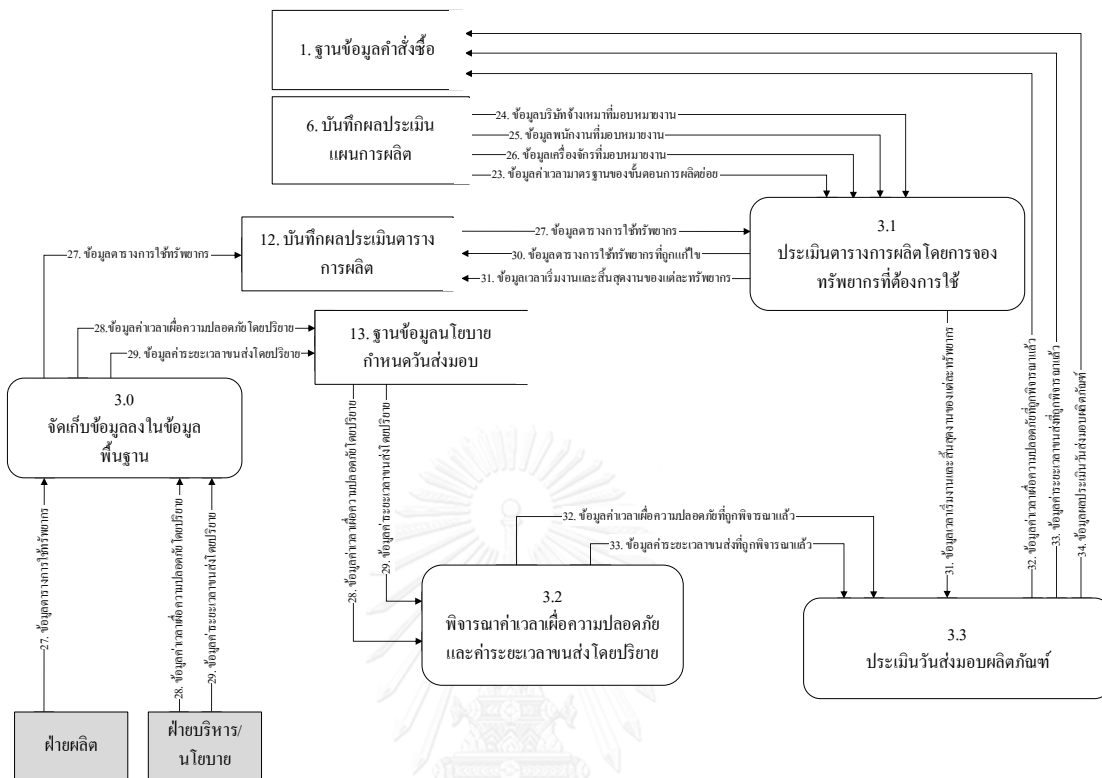 1. ฐานข้อมูลคำสั่งซื้อ
6. บันทึกผลประเมิน
แผนการผลิต
24. ข้อมูลบริษัทจ้างเหมาที่มอบหมายงาน
25. ข้อมูลพนักงานที่มอบหมายงาน
26. ข้อมูลเครื่องจักรที่มอบหมายงาน
23. ข้อมูลค่าเวลามาตรฐานของขั้นตอนการผลิตย่อย
12. บันทึกผลประเมินตาราง
การผลิต
27. ข้อมูลตารางการใช้ทรัพยากร
27. ข้อมูลตารางการใช้ทรัพยากร
30. ข้อมูลตารางการใช้ทรัพยากรที่ถูกแก้ไข
31. ข้อมูลเวลาเริ่มงานและสิ้นสุดงานของแต่ละทรัพยากร
3.1
ประเมินตารางการผลิตโดยการจอง
ทรัพยากรที่ต้องการใช้
28.ข้อมูลค่าเวลาเผื่อความปลอดภัยโดยปริยาย
29. ข้อมูลค่าระยะเวลาขนส่งโดยปริยาย
13. ฐานข้อมูลนโยบาย
กำหนดวันส่งมอบ
3.0
จัดเก็บข้อมูลลงในข้อมูล
พื้นฐาน
28. ข้อมูลค่าเวลาเผื่อความปลอดภัยโดยปริยาย
29. ข้อมูลค่าระยะเวลาขนส่งโดยปริยาย
31. ข้อมูลเวลาเริ่มงานและสิ้นสุดงานของแต่ละทรัพยากร
32. ข้อมูลค่าเวลาเผื่อความปลอดภัยที่ถูกพิจารณาแล้ว
33. ข้อมูลค่าระยะเวลาขนส่งที่ถูกพิจารณาแล้ว
34. ข้อมูลผลประเมินวันส่งมอบผลิตภัณฑ์
32. ข้อมูลค่าเวลาเผื่อความปลอดภัยที่ถูกพิจารณาแล้ว
33. ข้อมูลค่าระยะเวลาขนส่งที่ถูกพิจารณาแล้ว
3.2
พิจารณาค่าเวลาเผื่อความปลอดภัย
และค่าระยะเวลาขนส่งโดยปริยาย
3.3
ประเมินวันส่งมอบผลิตภัณฑ์
27. ข้อมูลตารางการใช้ทรัพยากร
28. ข้อมูลค่าเวลาเผื่อความปลอดภัยโดยปริยาย
29. ข้อมูลค่าระยะเวลาขนส่งโดยปริยาย
ฝ่ายผลิต
ฝ่ายบริหาร/
นโยบาย